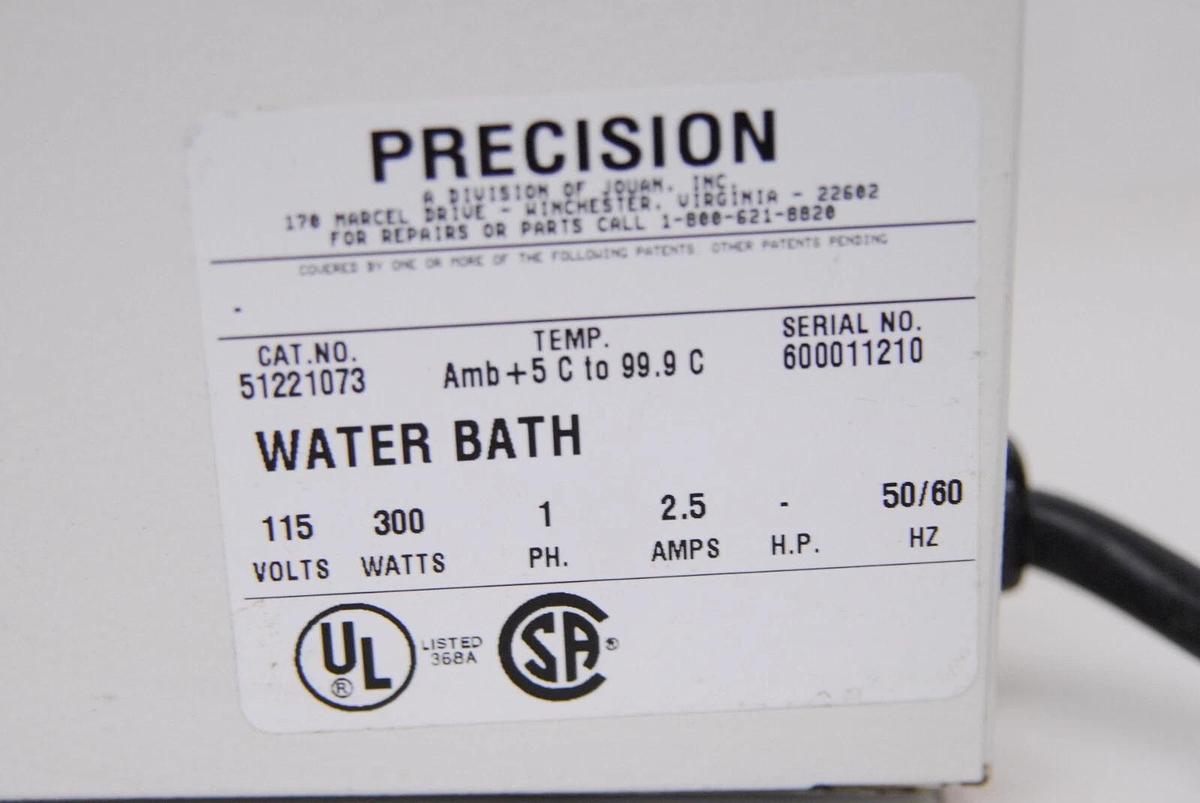 PRECISION
A DIVISION OF JOUAN, INC.
170 MARCEL DRIVE - WINCHESTER, VIRGINIA - 22602
FOR REPAIRS OR PARTS CALL 1-800-621-8820
COVERED BY ONE OR MORE OF THE FOLLOWING PATENTS. OTHER PATENTS PENDING
-
CAT.NO. TEMP. SERIAL NO.
51221073 Amb+5 C to 99.9 C 600011210
WATER BATH
115 300 1 2.5 - 50/60
VOLTS WATTS PH. AMPS H.P. HZ
UL ® LISTED 368A SA ®